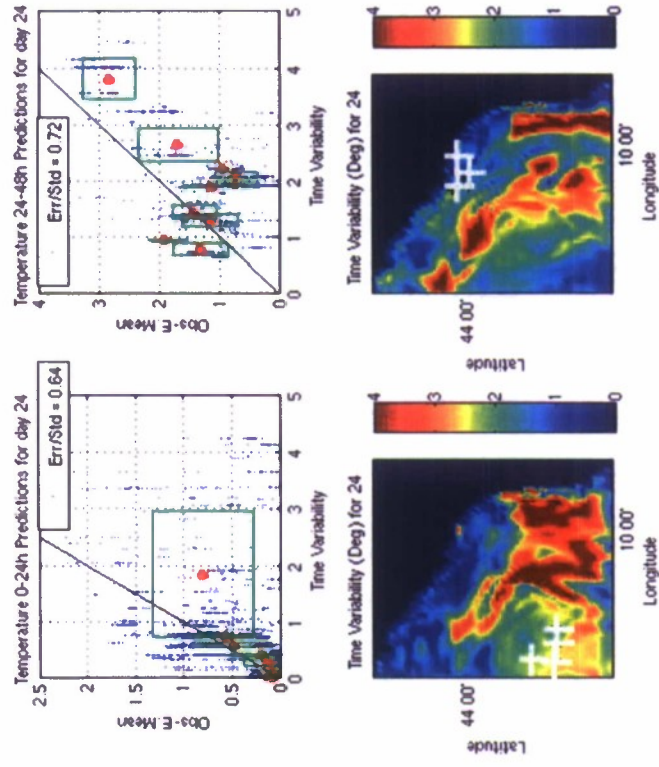 Temperature 0-24h Predictions for day 24
Err/Std = 0.64
2.5
2
1.5
1
0.5
0
Obs-E.Mean
0 1 2 3 4 5
Time Variability
Temperature 24-48h Predictions for day 24
Err/Std = 0.72
4
3
2
1
0
Obs-E.Mean
0 1 2 3 4 5
Time Variability
Time Variability (Deg) for 24
44 00'
Latitude
10 00'
Longitude
4
3
2
1
0
Time Variability (Deg) for 24
44 00'
Latitude
10 00'
Longitude
4
3
2
1
0